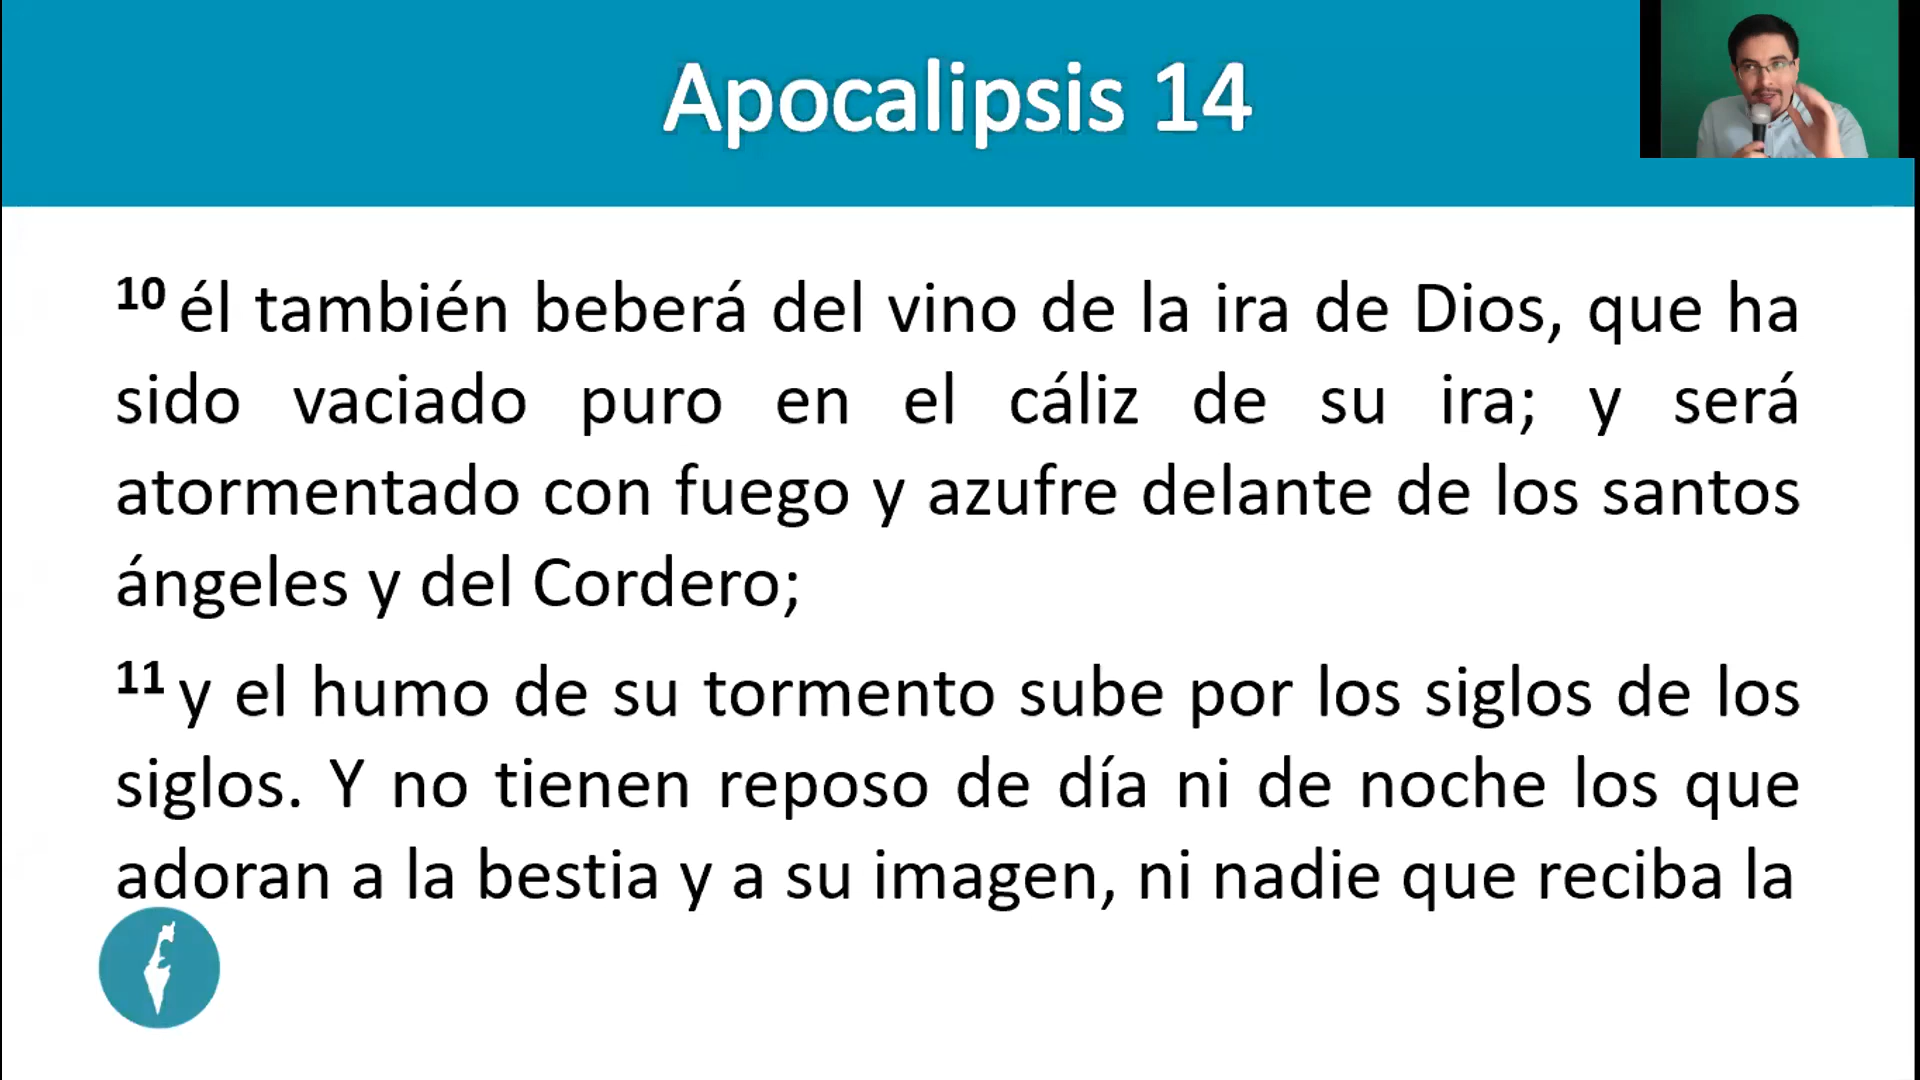 Apocalipsis 14
10 él también beberá del vino de la ira de Dios, que ha
sido vaciado puro en el cáliz de su ira; y será
atormentado con fuego y azufre delante de los santos
ángeles y del Cordero;
11 y el humo de su tormento sube por los siglos de los
siglos. Y no tienen reposo de día ni de noche los que
adoran a la bestia y a su imagen, ni nadie que reciba la